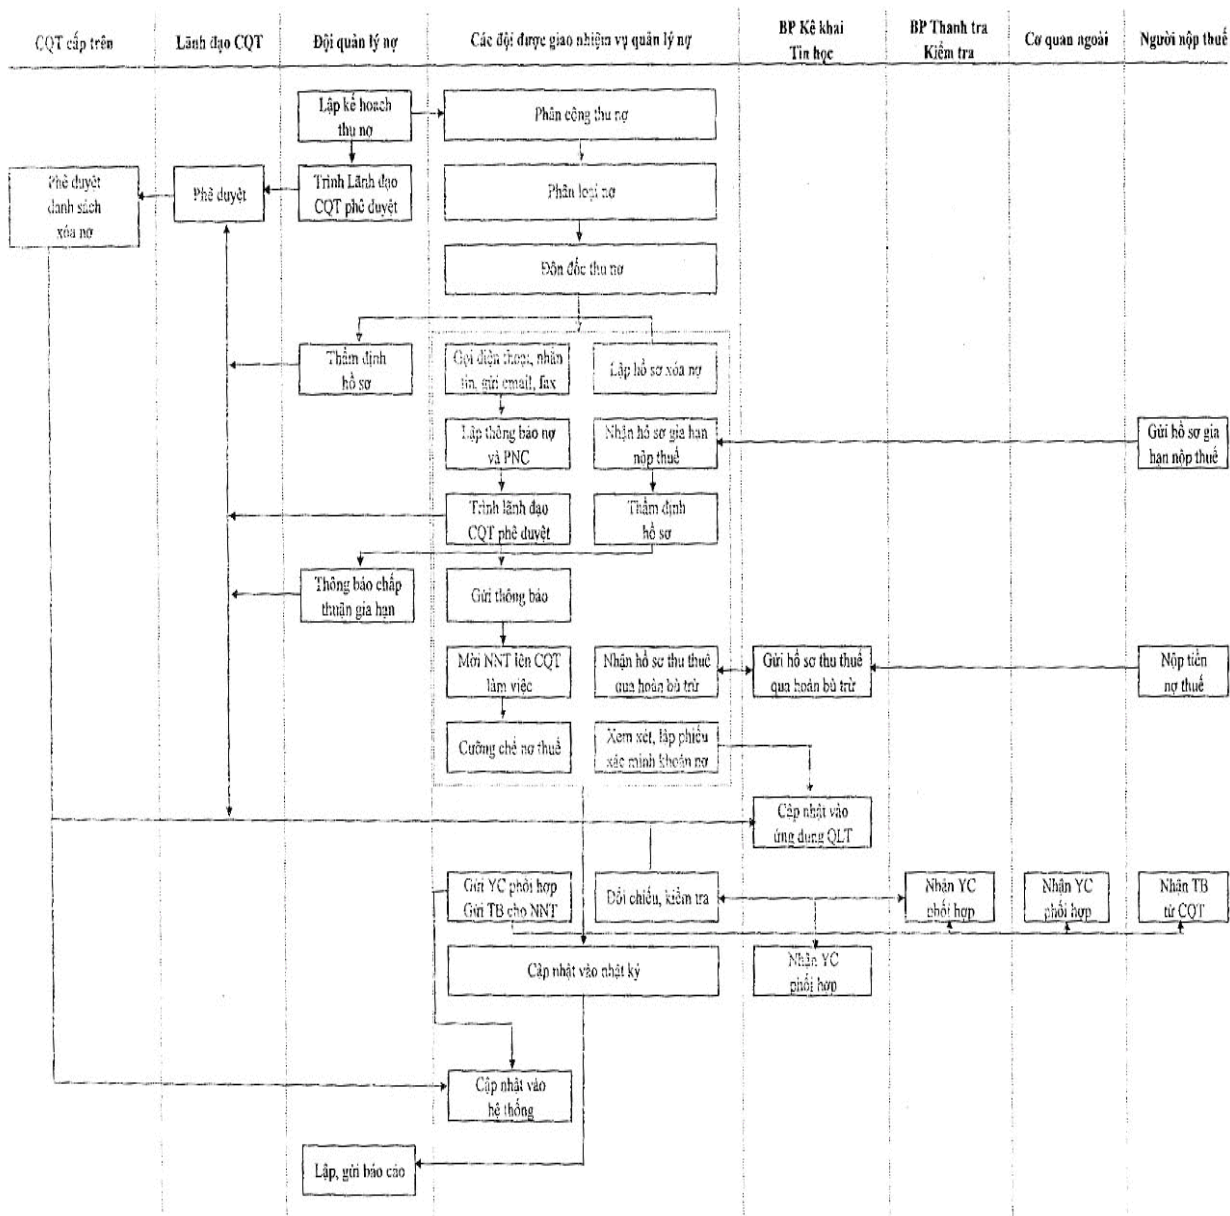 CQT cấp trên
Lãnh đạo CQT
Đội quản lý nợ
Các đội được giao nhiệm vụ quản lý nợ
BP Kê khai
Tin học
BP Thanh tra
Kiểm tra
Cơ quan ngoài
Người nộp thuế
Lập kế hoạch
thu nợ
Phân công thu nợ
Phê duyệt
danh sách
xóa nợ
Phê duyệt
Trình Lãnh đạo
CQT phê duyệt
Phân loại nợ
Đôn đốc thu nợ
Thẩm định
hồ sơ
Gọi điện thoại, nhắn
tin, gửi email, fax
Lập hồ sơ xóa nợ
Lập thông báo nợ
và PNC
Nhận hồ sơ gia hạn
nộp thuế
Gửi hồ sơ gia
hạn nộp thuế
Trình lãnh đạo
CQT phê duyệt
Thẩm định
hồ sơ
Thông báo chấp
thuận gia hạn
Gửi thông báo
Mời NNT lên CQT
làm việc
Nhận hồ sơ thu thuế
qua hoàn bù trừ
Gửi hồ sơ thu thuế
qua hoàn bù trừ
Nộp tiền
nợ thuế
Cưỡng chế nợ thuế
Xem xét, lập phiếu
xác minh khoản nợ
Cập nhật vào
ứng dụng QLT
Gửi YC phối hợp
Gửi TB cho NNT
Đối chiếu, kiểm tra
Nhận YC
phối hợp
Nhận YC
phối hợp
Nhận TB
từ CQT
Cập nhật vào nhật ký
Nhận YC
phối hợp
Cập nhật vào
hệ thống
Lập, gửi báo cáo